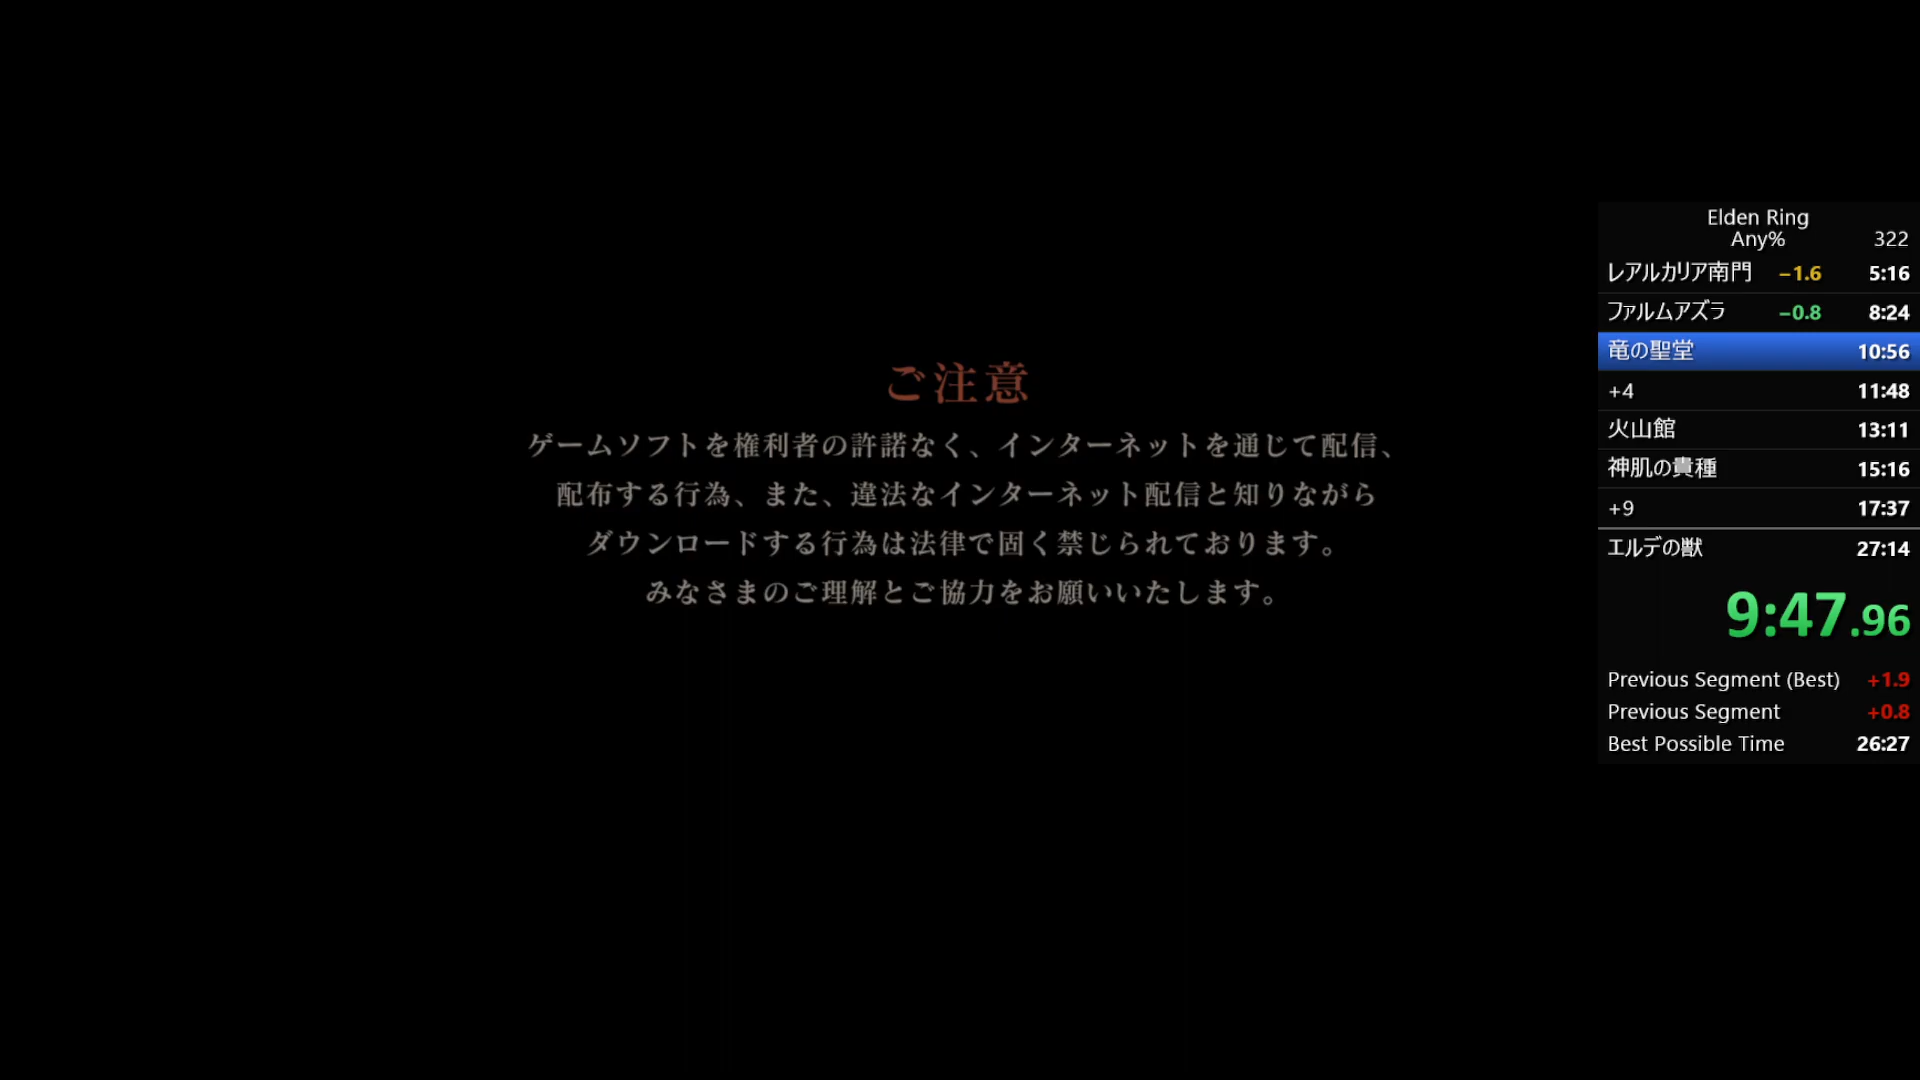 ご注意
ゲームソフトを権利者の許諾なく、インターネットを通じて配信、
配布する行為、また、違法なインターネット配信と知りながら
ダウンロードする行為は法律で固く禁じられております。
みなさまのご理解とご協力をお願いいたします。
Elden Ring
Any% 322
レアルカリア南門 −1.6 5:16
ファルムアズラ −0.8 8:24
竜の聖堂 10:56
+4 11:48
火山館 13:11
神肌の貴種 15:16
+9 17:37
エルデの獣 27:14
9:47.96
Previous Segment (Best) +1.9
Previous Segment +0.8
Best Possible Time 26:27